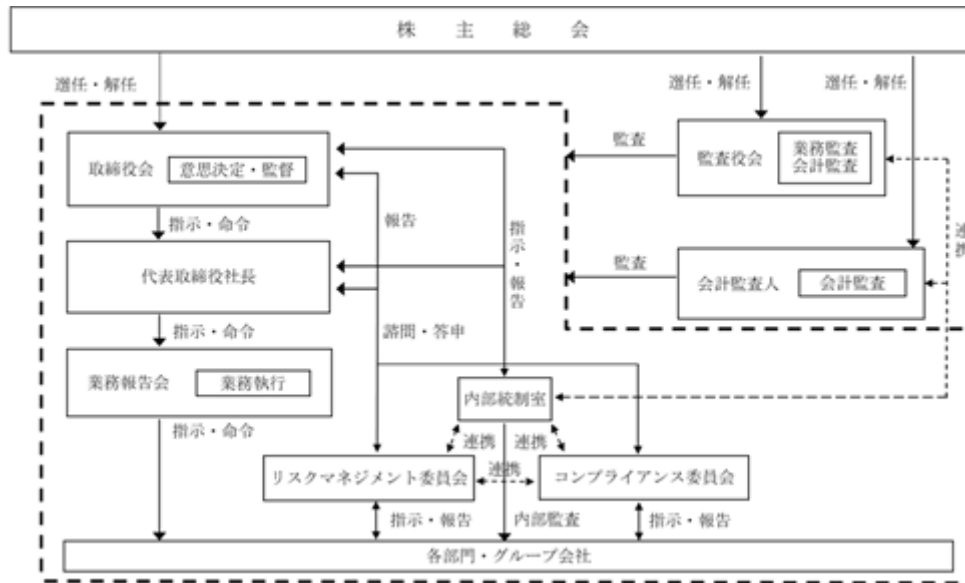 株主総会
選任・解任
選任・解任
選任・解任
取締役会
意思決定・監督
監査
監査役会
業務監査
会計監査
指示・命令
報告
指示・報告
連携
代表取締役社長
監査
会計監査人
会計監査
指示・命令
諮問・答申
業務報告会
業務執行
内部統制室
指示・命令
連携
連携
リスクマネジメント委員会
連携
コンプライアンス委員会
指示・報告
内部監査
指示・報告
各部門・グループ会社